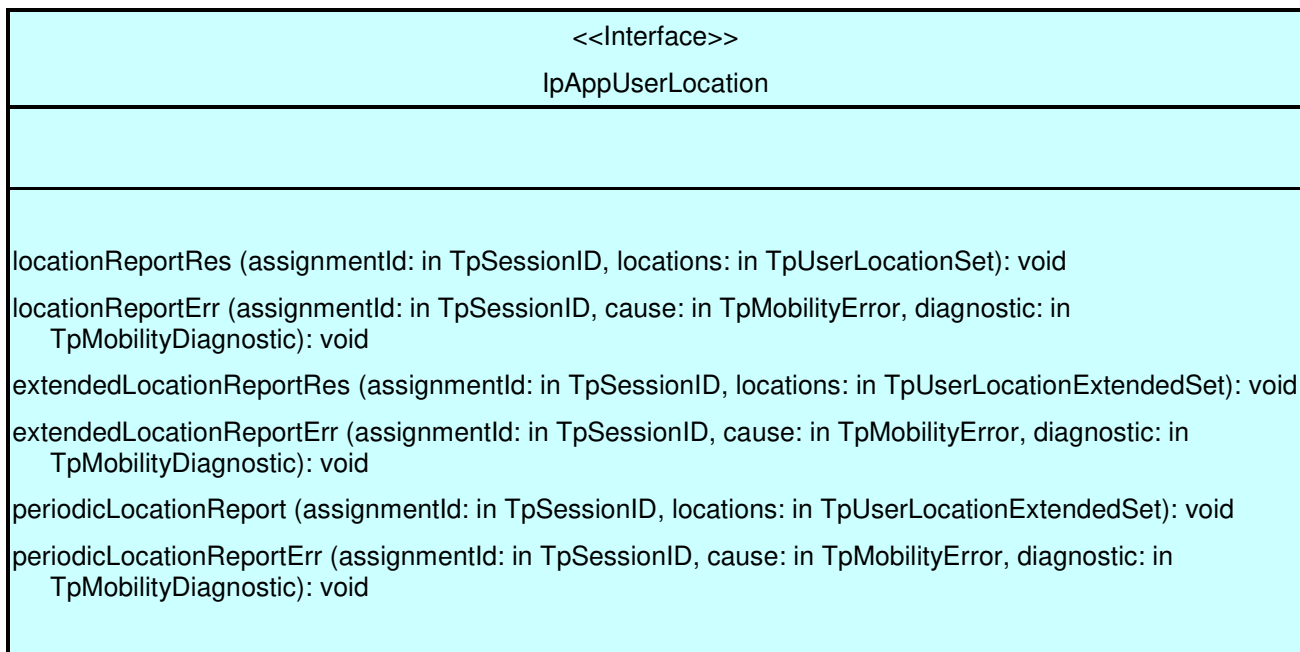 <<Interface>>
IpAppUserLocation
locationReportRes (assignmentId: in TpSessionID, locations: in TpUserLocationSet): void
locationReportErr (assignmentId: in TpSessionID, cause: in TpMobilityError, diagnostic: in
TpMobilityDiagnostic): void
extendedLocationReportRes (assignmentId: in TpSessionID, locations: in TpUserLocationExtendedSet): void
extendedLocationReportErr (assignmentId: in TpSessionID, cause: in TpMobilityError, diagnostic: in
TpMobilityDiagnostic): void
periodicLocationReport (assignmentId: in TpSessionID, locations: in TpUserLocationExtendedSet): void
periodicLocationReportErr (assignmentId: in TpSessionID, cause: in TpMobilityError, diagnostic: in
TpMobilityDiagnostic): void